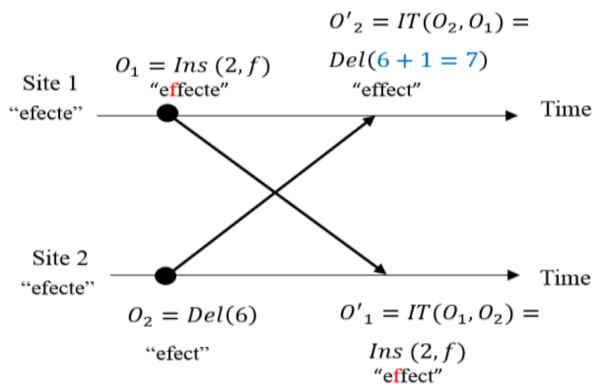 O'₂ = IT(O₂, O₁) =
O₁ = Ins (2, f)
Del(6 + 1 = 7)
Site 1
“effecte”
“effect”
“efecte”
Time
Site 2
“efecte”
Time
O₂ = Del(6)
O'₁ = IT(O₁, O₂) =
“efect”
Ins (2, f)
“effect”